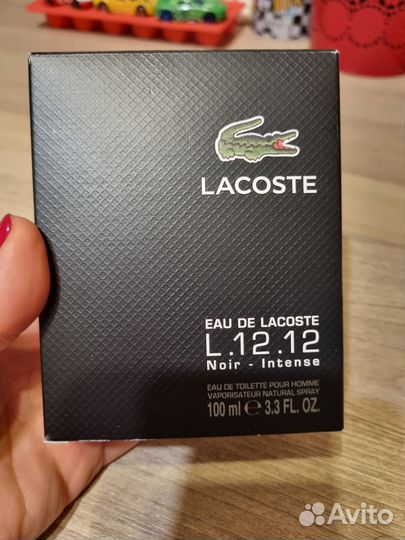 LACOSTE
EAU DE LACOSTE
L.12.12
Noir - Intense
EAU DE TOILETTE POUR HOMME
VAPORISATEUR NATURAL SPRAY
100 ml ℮ 3.3 FL. OZ.
Avito